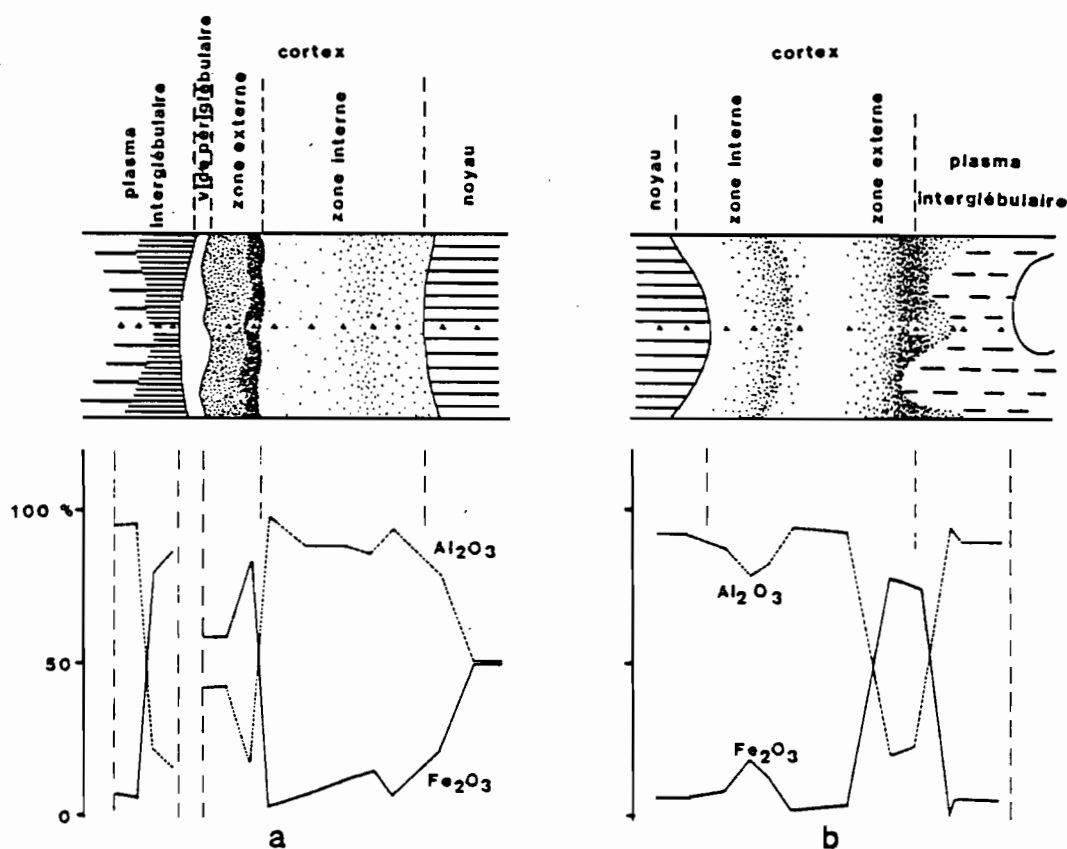 cortex
plasma
interglébulaire
vide périglébulaire
zone externe
zone interne
noyau
cortex
noyau
zone interne
zone externe
plasma
interglébulaire
100 %
50
0
Al2O3
Fe2O3
a
Al2O3
Fe2O3
b